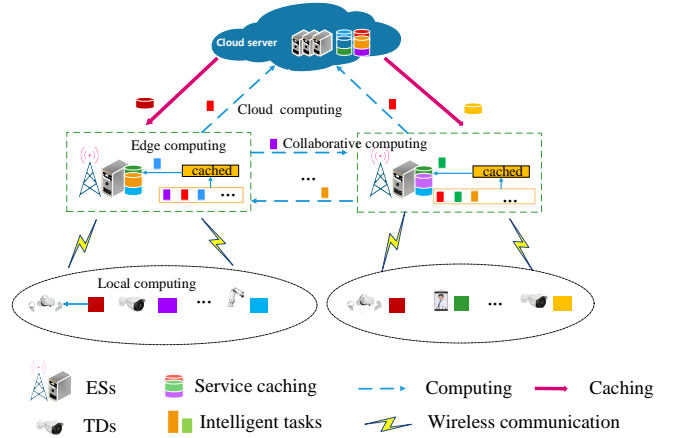 Cloud server
Cloud computing
Edge computing
Collaborative computing
cached
cached
...
...
...
Local computing
...
...
ESs
Service caching
Computing
Caching
TDs
Intelligent tasks
Wireless communication